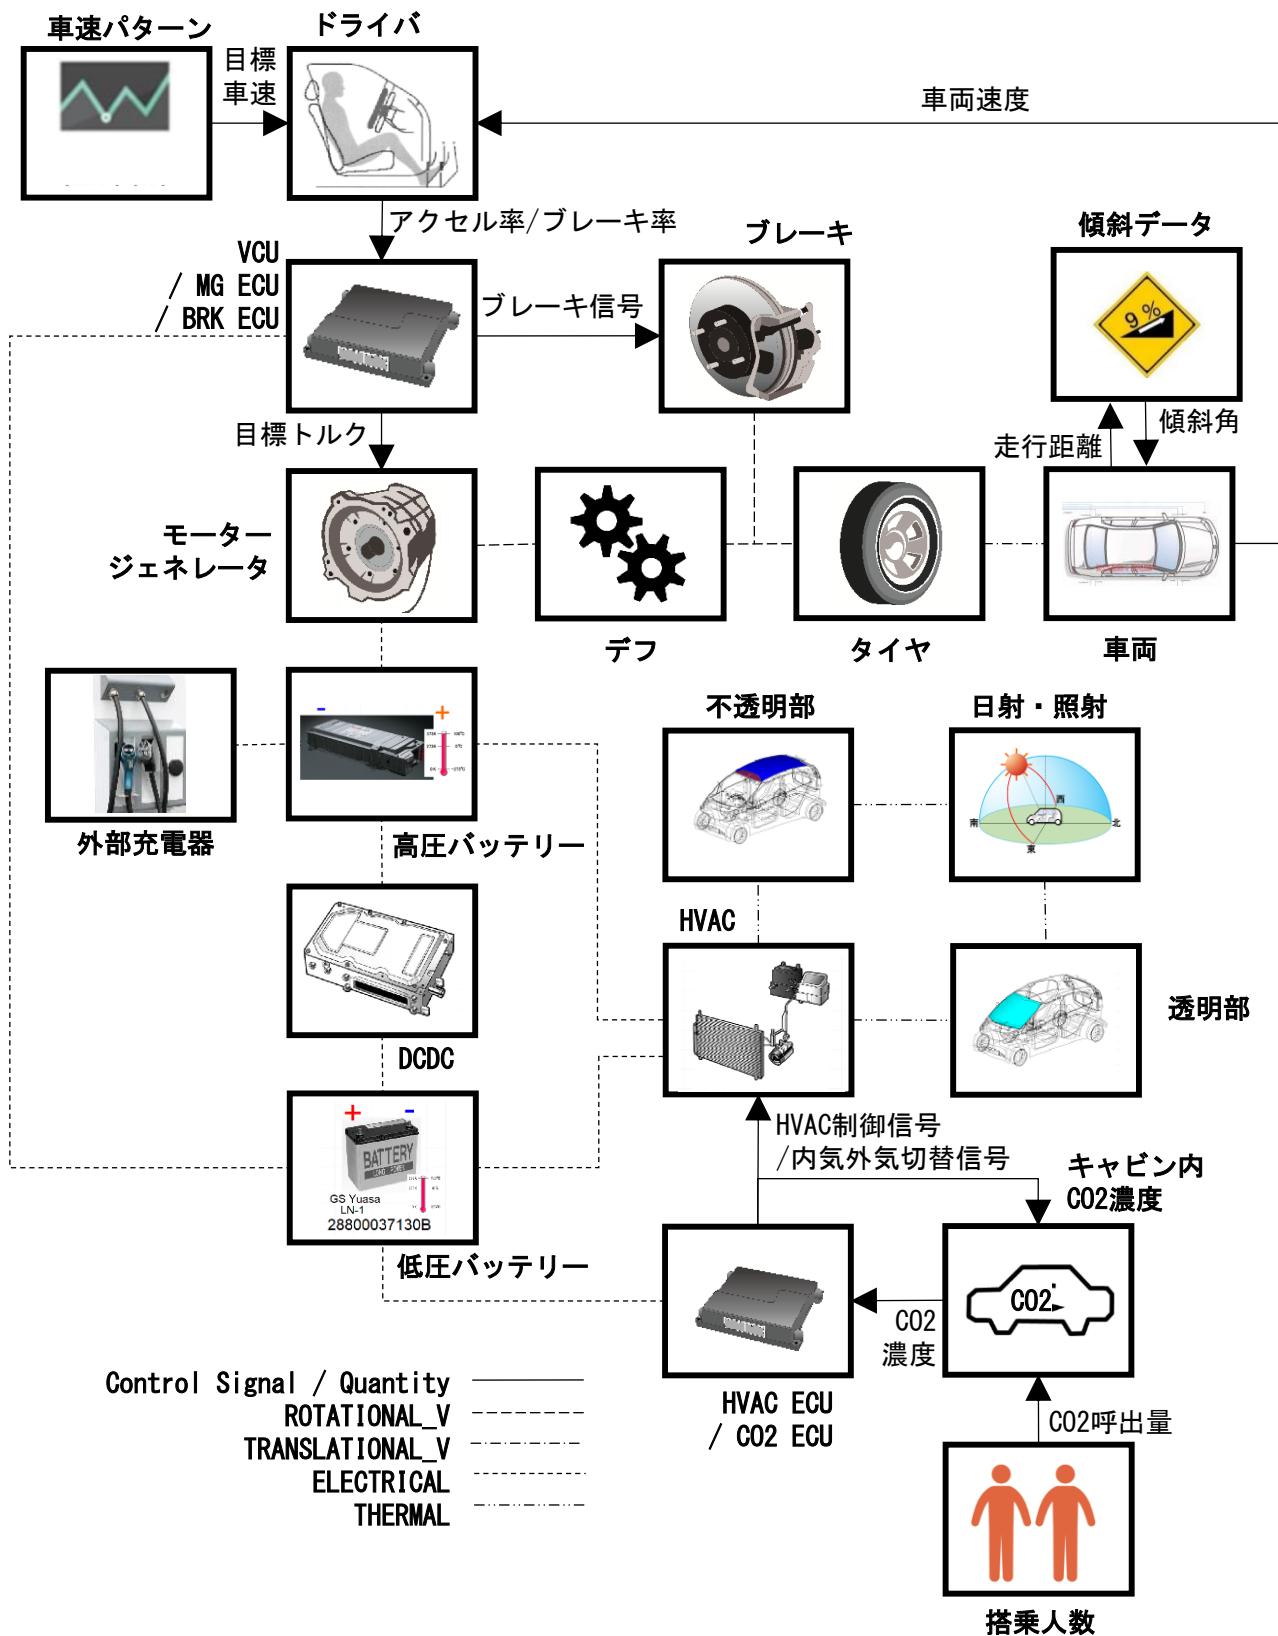 車速パターン
ドライバ
目標
車速
車両速度
アクセル率/ブレーキ率
VCU
/ MG ECU
/ BRK ECU
ブレーキ
傾斜データ
9 %
ブレーキ信号
目標トルク
走行距離
傾斜角
モーター
ジェネレータ
デフ
タイヤ
車両
不透明部
日射・照射
- +
外部充電器
高圧バッテリー
西
南
北
東
HVAC
DCDC
透明部
+ -
BATTERY
GS Yuasa
LN-1
28800037130B
低圧バッテリー
HVAC制御信号
/内気外気切替信号
キャビン内
CO2濃度
CO2
CO2
濃度
HVAC ECU
/ CO2 ECU
CO2呼出量
搭乗人数
Control Signal / Quantity
ROTATIONAL_V
TRANSLATIONAL_V
ELECTRICAL
THERMAL